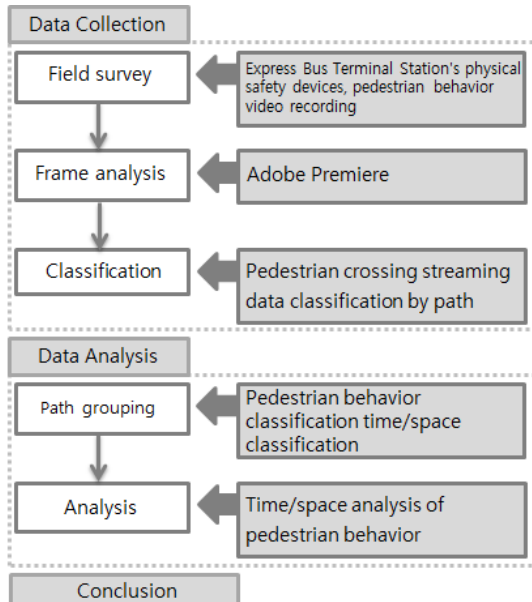 Data Collection
Field survey
Express Bus Terminal Station's physical
safety devices, pedestrian behavior
video recording
Frame analysis
Adobe Premiere
Classification
Pedestrian crossing streaming
data classification by path
Data Analysis
Path grouping
Pedestrian behavior
classification time/space
classification
Analysis
Time/space analysis of
pedestrian behavior
Conclusion